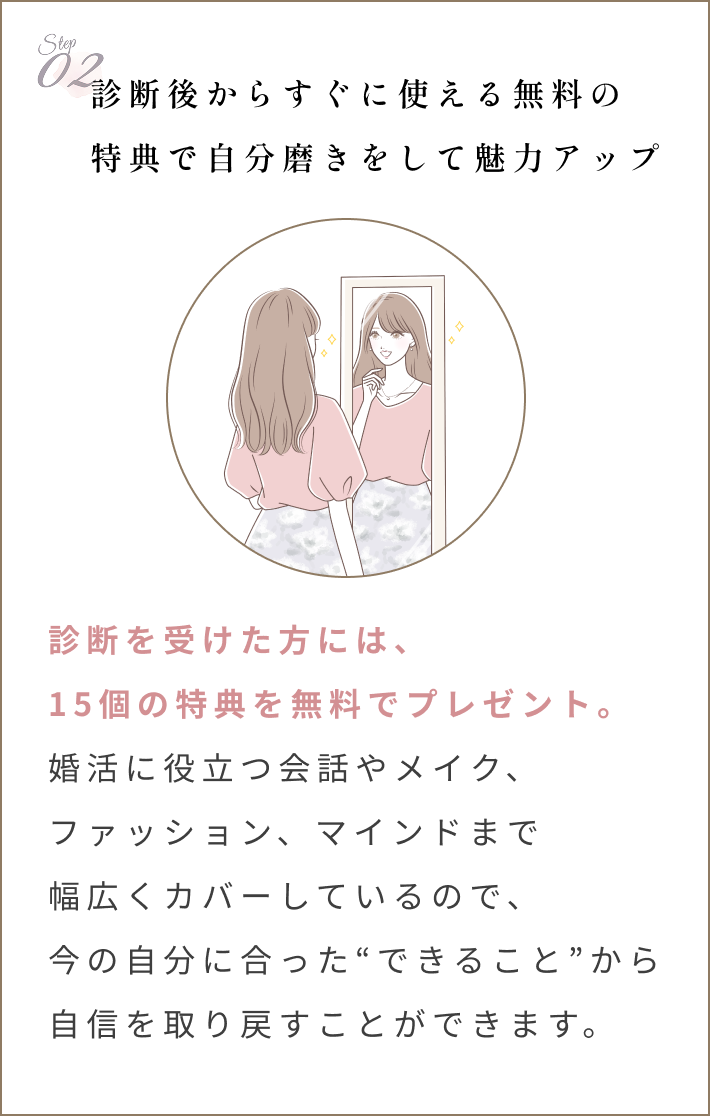 Step
02
診断後からすぐに使える無料の
特典で自分磨きをして魅力アップ
診断を受けた方には、
15個の特典を無料でプレゼント。
婚活に役立つ会話やメイク、
ファッション、マインドまで
幅広くカバーしているので、
今の自分に合った“できること”から
自信を取り戻すことができます。